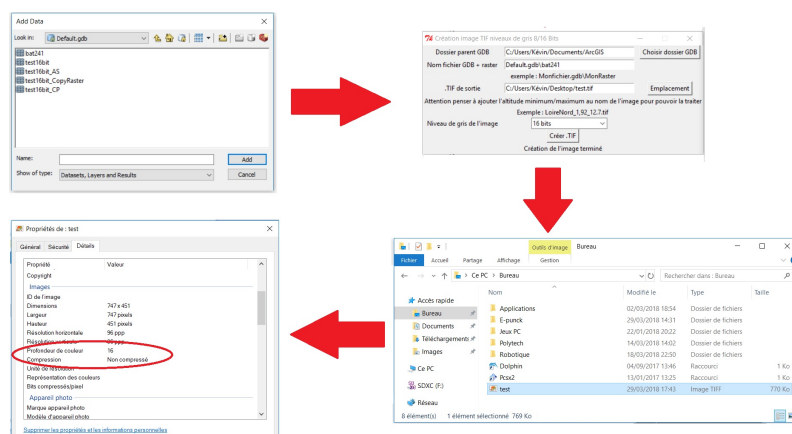 Add Data
Look in: Default.gdb
bat241
test16bit
test16bit_AS
test16bit_CopyRaster
test16bit_CP
Name: Add
Show of type: Datasets, Layers and Results Cancel
Création image TIF niveaux de gris 8/16 Bits
Dossier parent GDB C:/Users/Kévin/Documents/ArcGIS Choisir dossier GDB
Nom fichier GDB + raster Default.gdb\bat241
exemple : Monfichier.gdb\MonRaster
.TIF de sortie C:/Users/Kévin/Desktop/test.tif Emplacement
Attention penser à ajouter l'altitude minimum/maximum au nom de l'image pour pouvoir la traiter
Exemple : LoireNord_1,92_12.7.tif
Niveau de gris de l'image 16 bits
Créer .TIF
Création de l'image terminé
Propriétés de : test
Général Sécurité Détails
Propriété Valeur
Copyright
Images
ID de l'image
Dimensions 747 x 451
Largeur 747 pixels
Hauteur 451 pixels
Résolution horizontale 96 ppp
Résolution verticale 96 ppp
Profondeur de couleur 16
Compression Non compressé
Unité de résolution
Représentation des couleurs
Bits compressés/pixel
Appareil photo
Marque appareil photo
Modèle d'appareil photo
Supprimer les propriétés et les informations personnelles
Outils d'image Bureau
Fichier Accueil Partage Affichage Gestion
Ce PC > Bureau Rechercher dans : Bureau
Nom Modifié le Type Taille
Accès rapide
Bureau
Documents
Téléchargements
Images
Ce PC
SDXC (F:)
Réseau
Applications 02/03/2018 18:54 Dossier de fichiers
E-punck 29/03/2018 14:31 Dossier de fichiers
Jeux PC 22/01/2018 20:22 Dossier de fichiers
Polytech 14/03/2018 14:02 Dossier de fichiers
Robotique 18/03/2018 22:50 Dossier de fichiers
Dolphin 04/09/2017 13:46 Raccourci 1 Ko
Pcsx2 13/01/2017 13:25 Raccourci 1 Ko
test 29/03/2018 17:43 Image TIFF 770 Ko
8 élément(s) 1 élément sélectionné 769 Ko